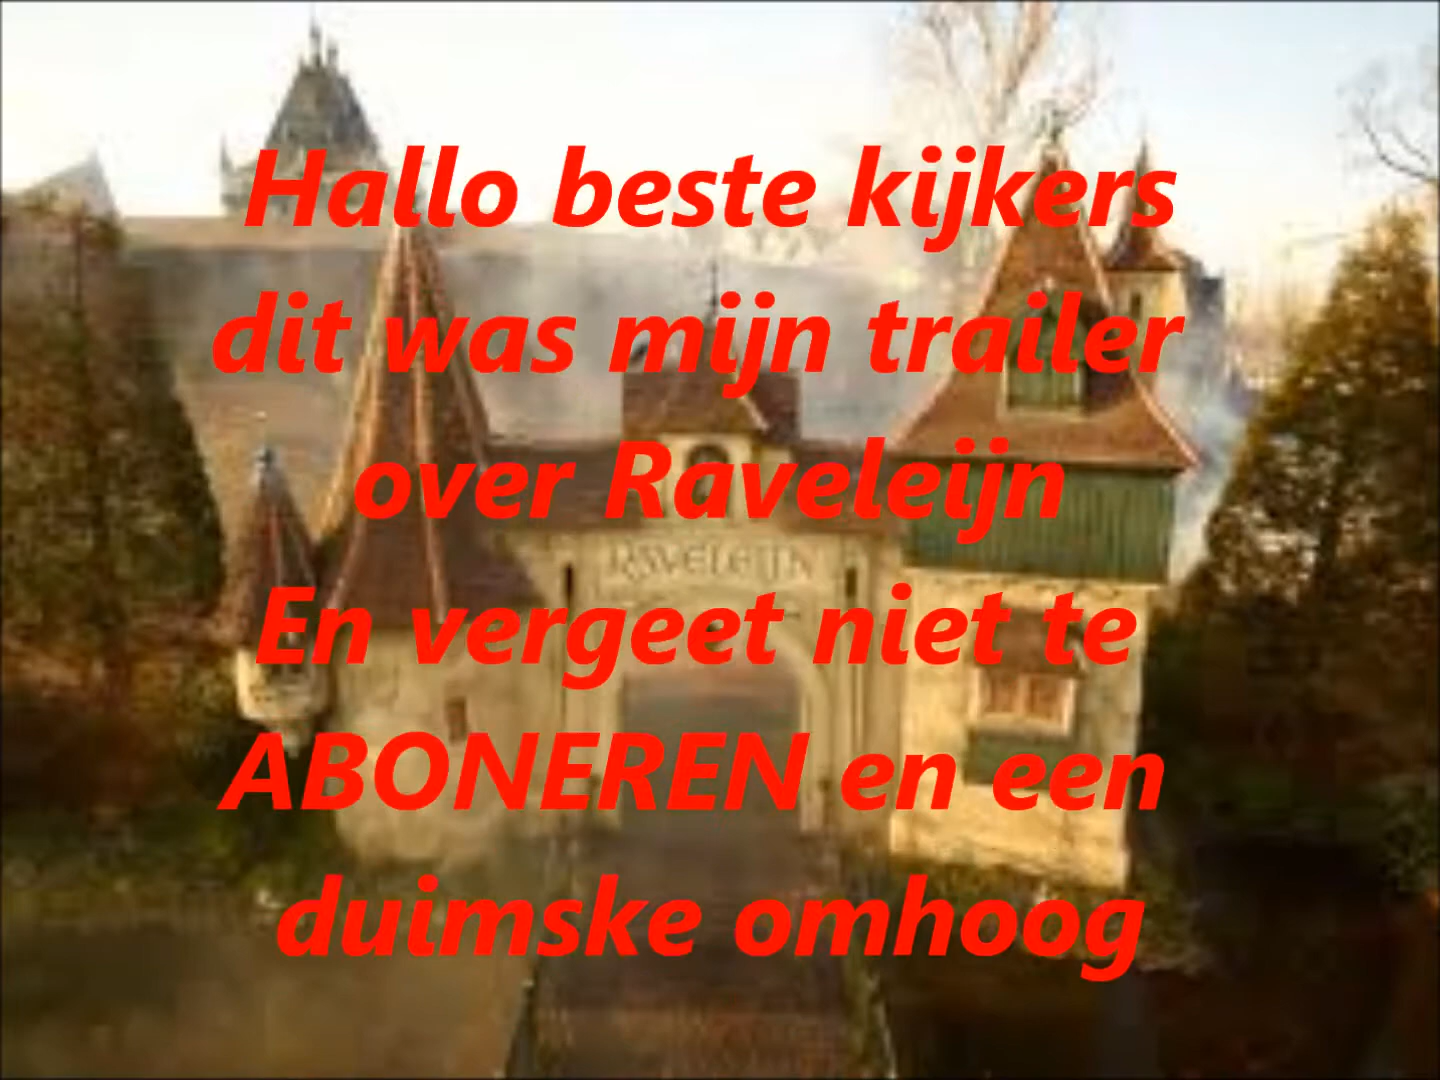 Hallo beste kijkers
dit was mijn trailer
over Raveleijn
RAVELEIJN
En vergeet niet te
ABONEREN en een
duimske omhoog